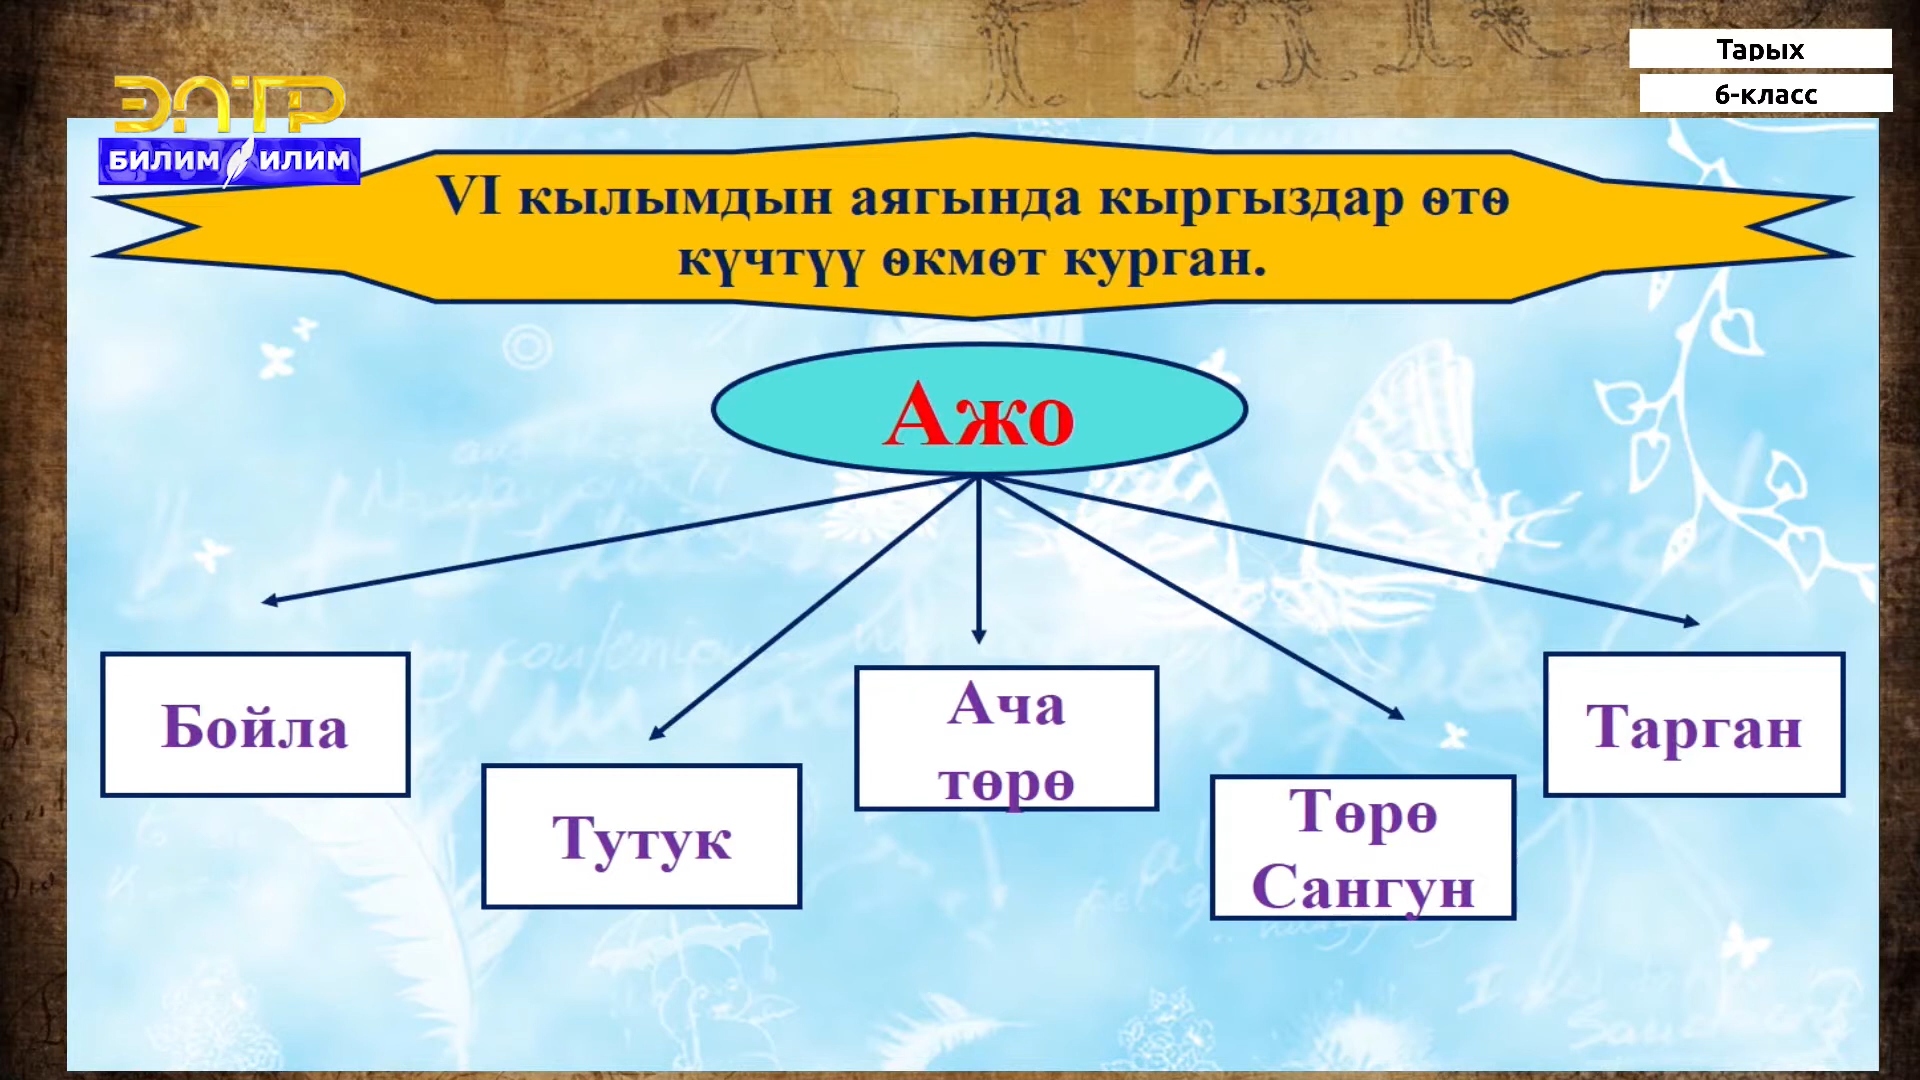 Тарых
6-класс
ЭЛТР
БИЛИМ ИЛИМ
VI кылымдын аягында кыргыздар өтө
күчтүү өкмөт курган.
Ажо
Бойла
Тутук
Ача
төрө
Төрө
Сангун
Тарган